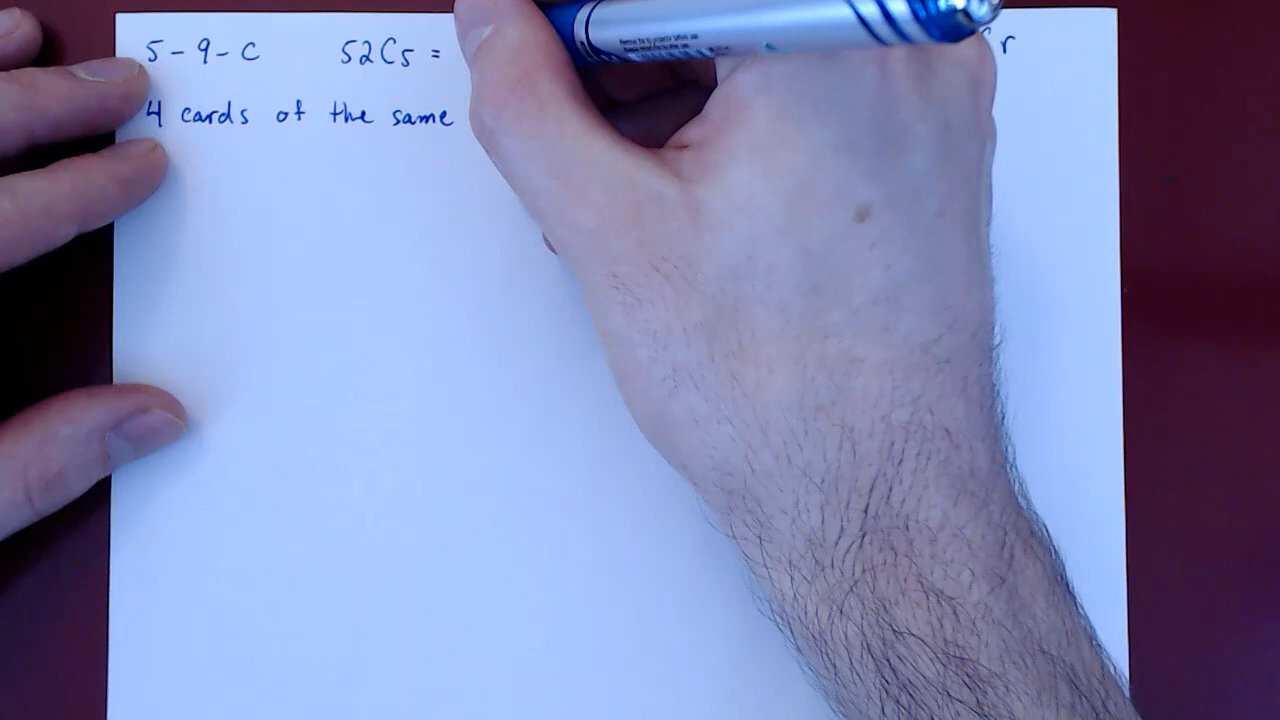 5-9-c 52C5 = r
4 cards of the same